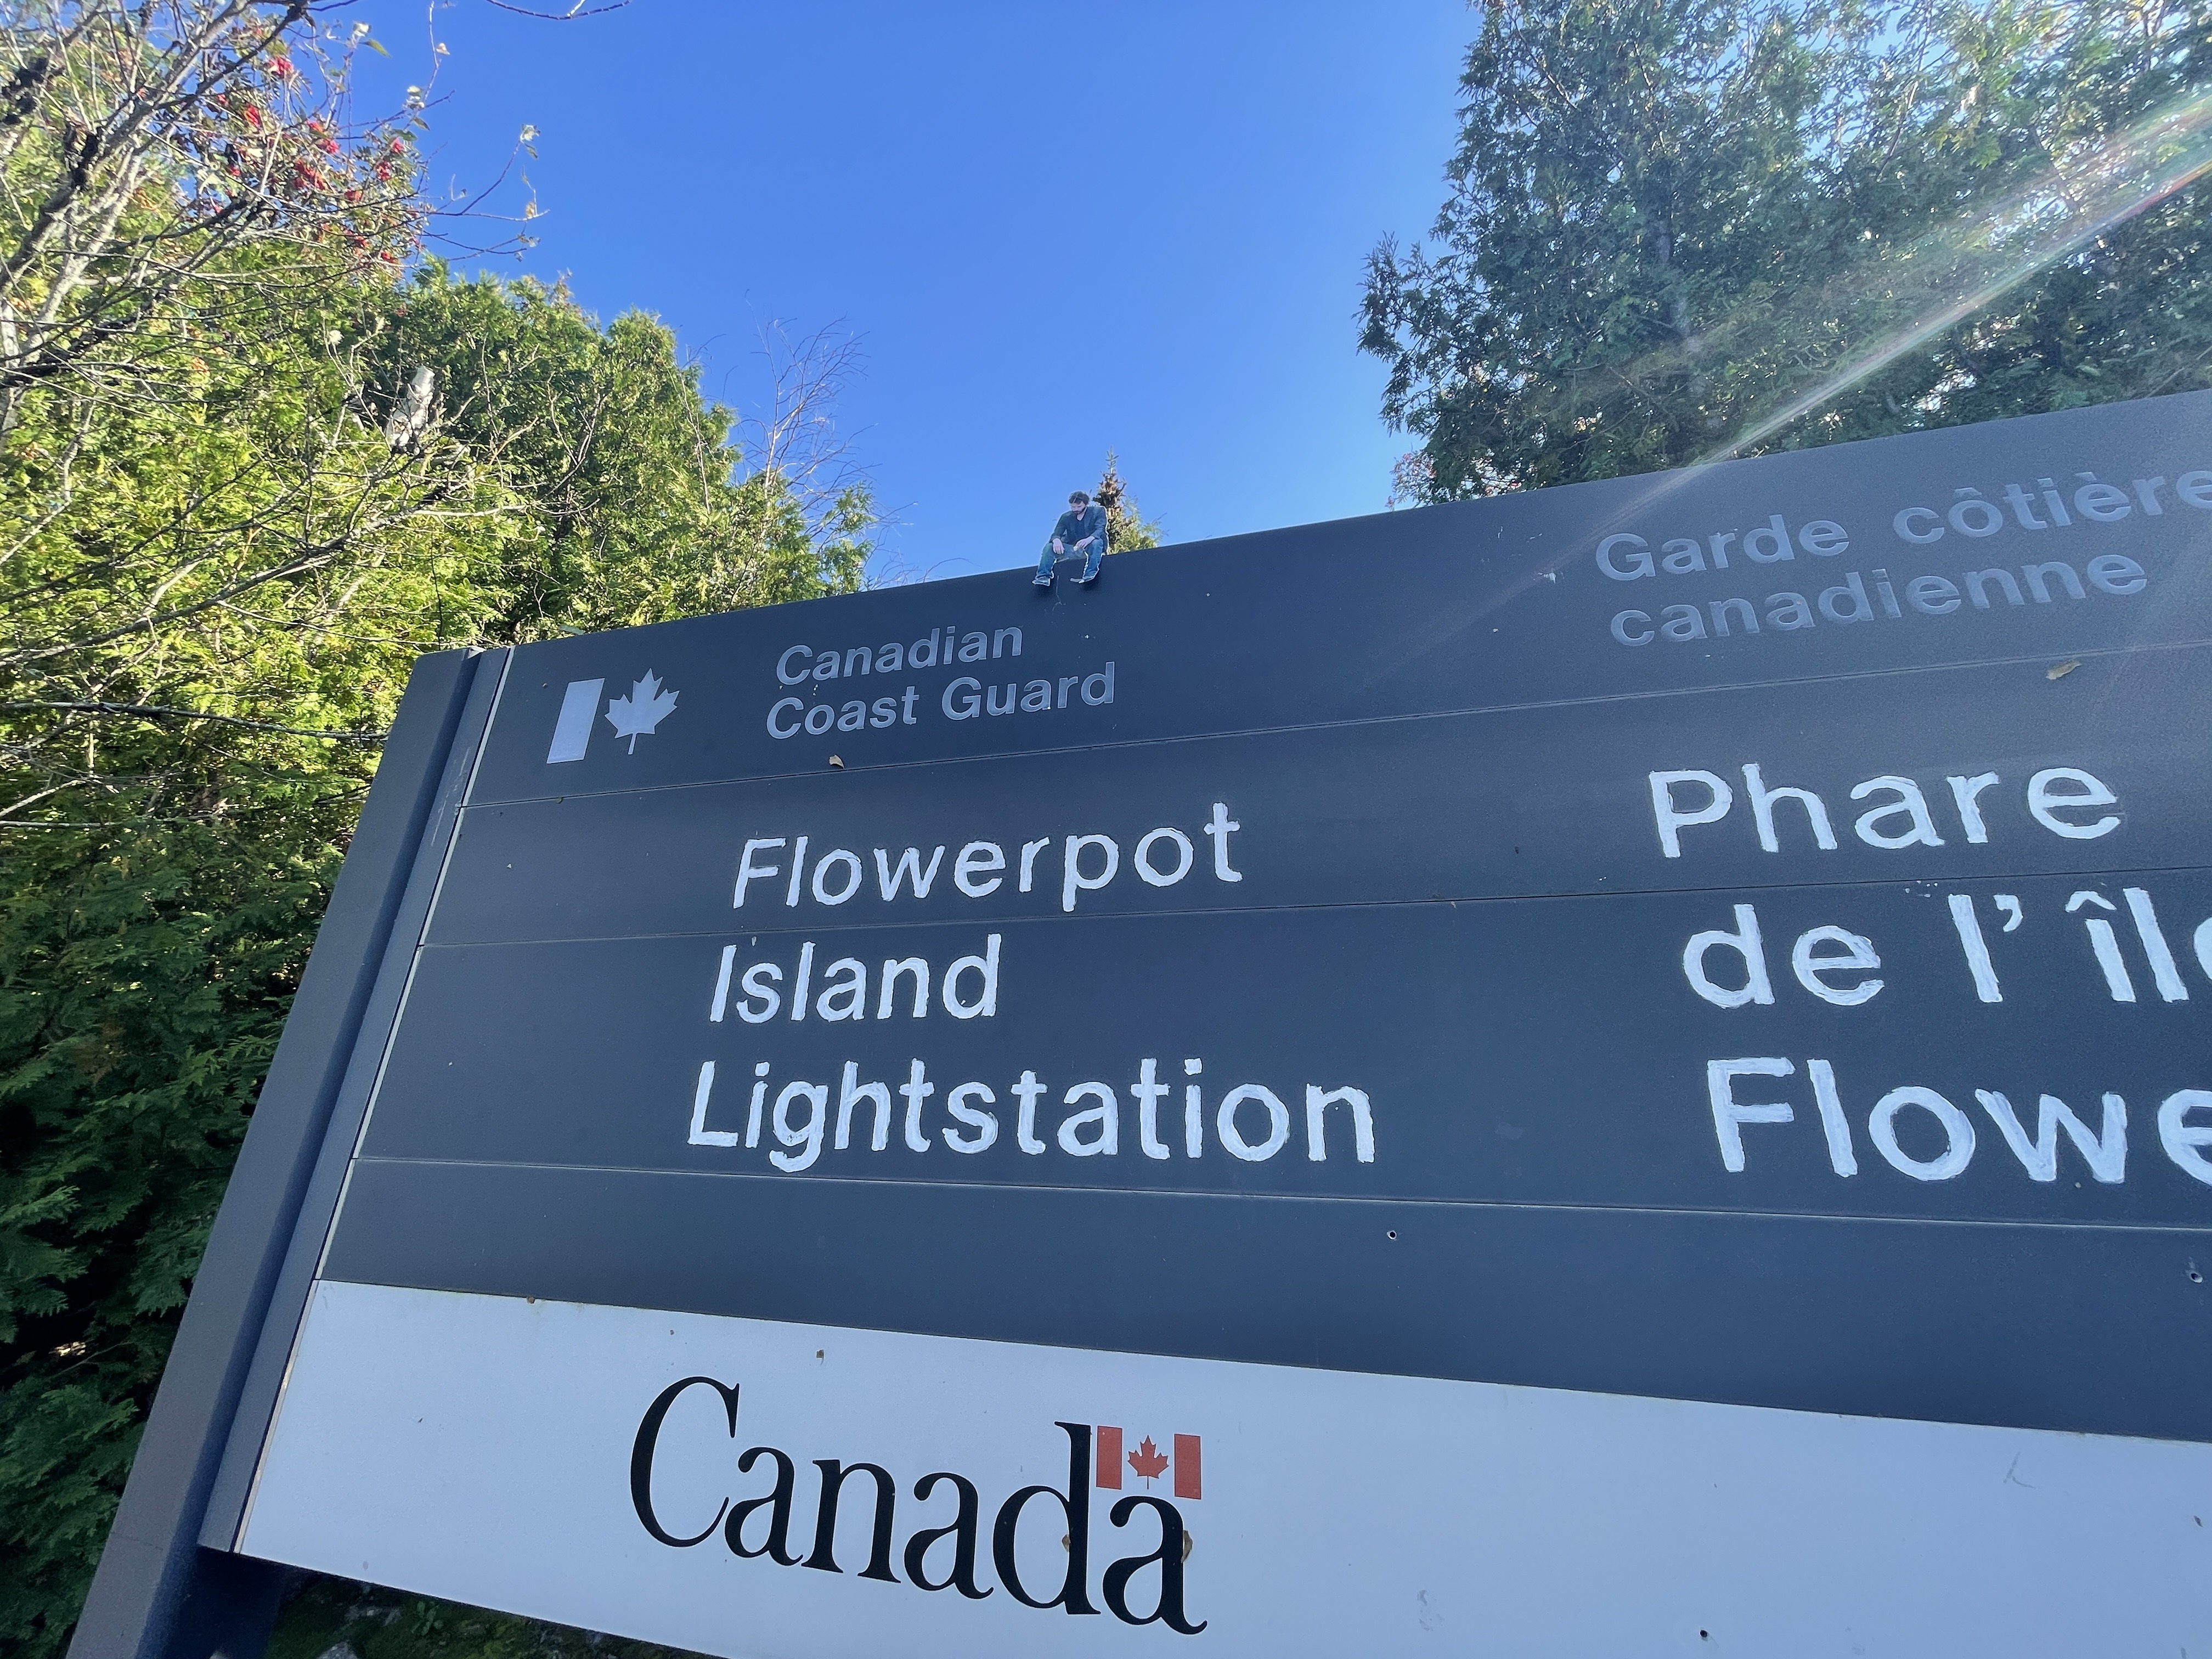 Canadian
Coast Guard
Garde côtière
canadienne
Flowerpot
Island
Lightstation
Phare
de l'îl
Flowe
Canada